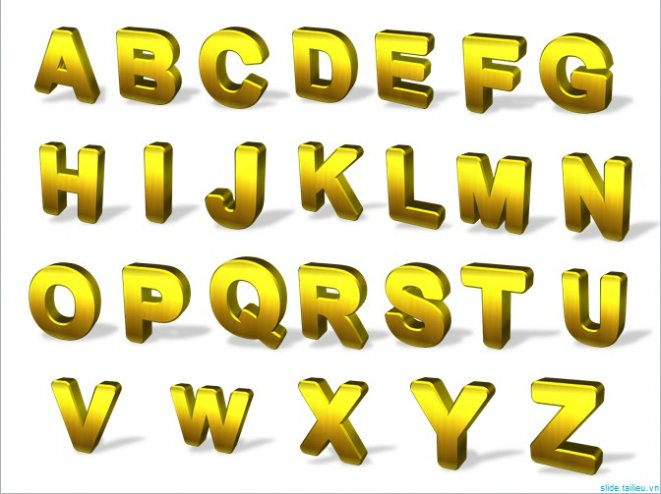 A B C D E F G
H I J K L M N
O P Q R S T U
V W X Y Z
slide.tailieu.vn